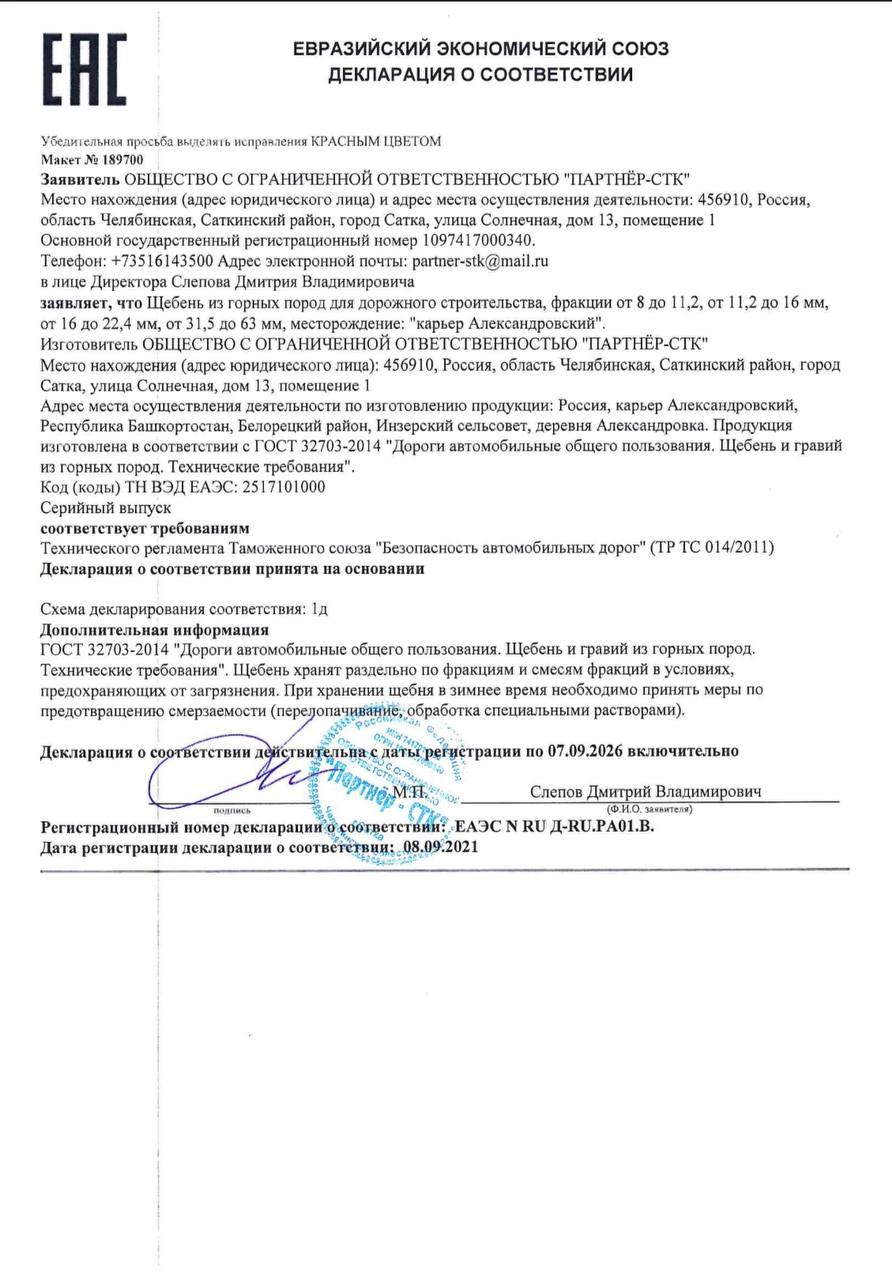 ЕАС
ЕВРАЗИЙСКИЙ ЭКОНОМИЧЕСКИЙ СОЮЗ
ДЕКЛАРАЦИЯ О СООТВЕТСТВИИ
Убедительная просьба выделять исправления КРАСНЫМ ЦВЕТОМ
Макет № 189700
Заявитель ОБЩЕСТВО С ОГРАНИЧЕННОЙ ОТВЕТСТВЕННОСТЬЮ "ПАРТНЁР-СТК"
Место нахождения (адрес юридического лица) и адрес места осуществления деятельности: 456910, Россия,
область Челябинская, Саткинский район, город Сатка, улица Солнечная, дом 13, помещение 1
Основной государственный регистрационный номер 1097417000340.
Телефон: +73516143500 Адрес электронной почты: partner-stk@mail.ru
в лице Директора Слепова Дмитрия Владимировича
заявляет, что Щебень из горных пород для дорожного строительства, фракции от 8 до 11,2, от 11,2 до 16 мм,
от 16 до 22,4 мм, от 31,5 до 63 мм, месторождение: "карьер Александровский".
Изготовитель ОБЩЕСТВО С ОГРАНИЧЕННОЙ ОТВЕТСТВЕННОСТЬЮ "ПАРТНЁР-СТК"
Место нахождения (адрес юридического лица): 456910, Россия, область Челябинская, Саткинский район, город
Сатка, улица Солнечная, дом 13, помещение 1
Адрес места осуществления деятельности по изготовлению продукции: Россия, карьер Александровский,
Республика Башкортостан, Белорецкий район, Инзерский сельсовет, деревня Александровка. Продукция
изготовлена в соответствии с ГОСТ 32703-2014 "Дороги автомобильные общего пользования. Щебень и гравий
из горных пород. Технические требования".
Код (коды) ТН ВЭД ЕАЭС: 2517101000
Серийный выпуск
соответствует требованиям
Технического регламента Таможенного союза "Безопасность автомобильных дорог" (ТР ТС 014/2011)
Декларация о соответствии принята на основании
Схема декларирования соответствия: 1д
Дополнительная информация
ГОСТ 32703-2014 "Дороги автомобильные общего пользования. Щебень и гравий из горных пород.
Технические требования". Щебень хранят раздельно по фракциям и смесям фракций в условиях,
предохраняющих от загрязнения. При хранении щебня в зимнее время необходимо принять меры по
предотвращению смерзаемости (перелопачивание, обработка специальными растворами).
Декларация о соответствии действительна с даты регистрации по 07.09.2026 включительно
М.П.
Слепов Дмитрий Владимирович
подпись
(Ф.И.О. заявителя)
"Партнёр - СТК"
Регистрационный номер декларации о соответствии: ЕАЭС N RU Д-RU.РА01.В.
Дата регистрации декларации о соответствии: 08.09.2021